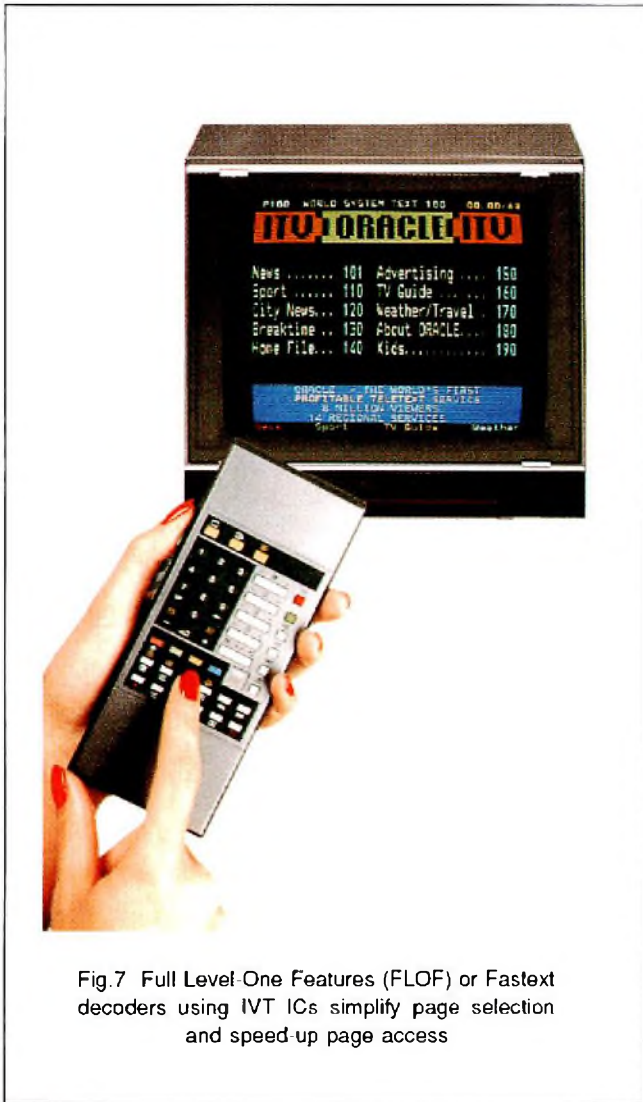 P100 WORLD SYSTEM TEXT 100
ITV ORACLE ITV
News ....... 101 Advertising .... 150
Sport ...... 110 TV Guide ....... 160
City News... 120 Weather/Travel . 170
Breaktime .. 130 About ORACLE.... 180
Home File... 140 Kids............ 190
ORACLE - THE WORLD'S FIRST
PROFITABLE TELETEXT SERVICE
8 MILLION VIEWERS
14 REGIONAL SERVICES
News Sport TV Guide Weather
Fig.7 Full Level-One Features (FLOF) or Fastext
decoders using IVT ICs simplify page selection
and speed-up page access